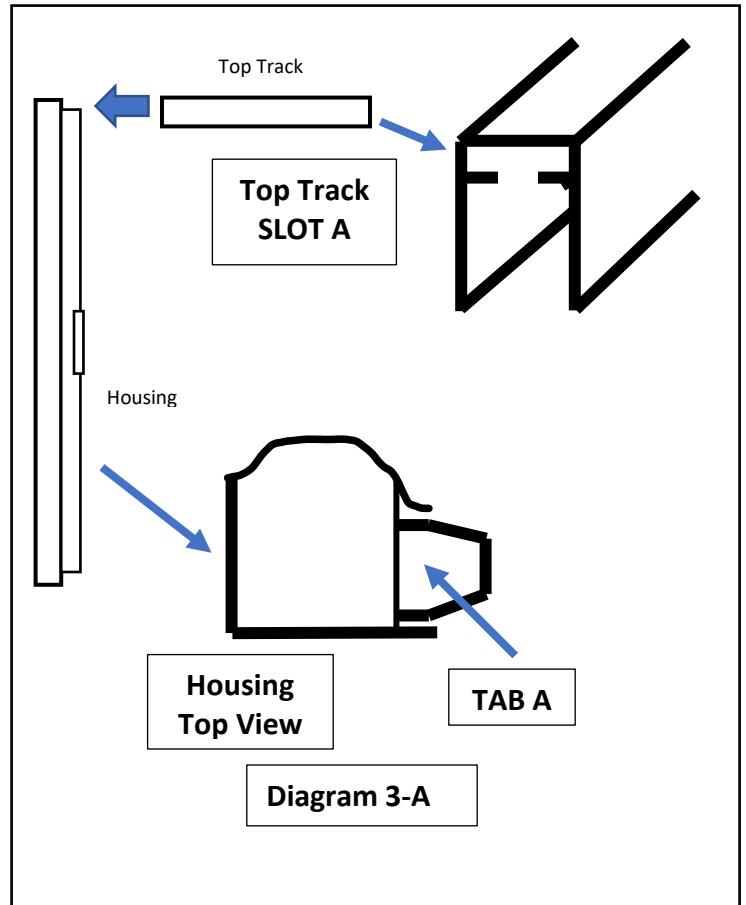 Top Track
Top Track
SLOT A
Housing
Housing
Top View
TAB A
Diagram 3-A